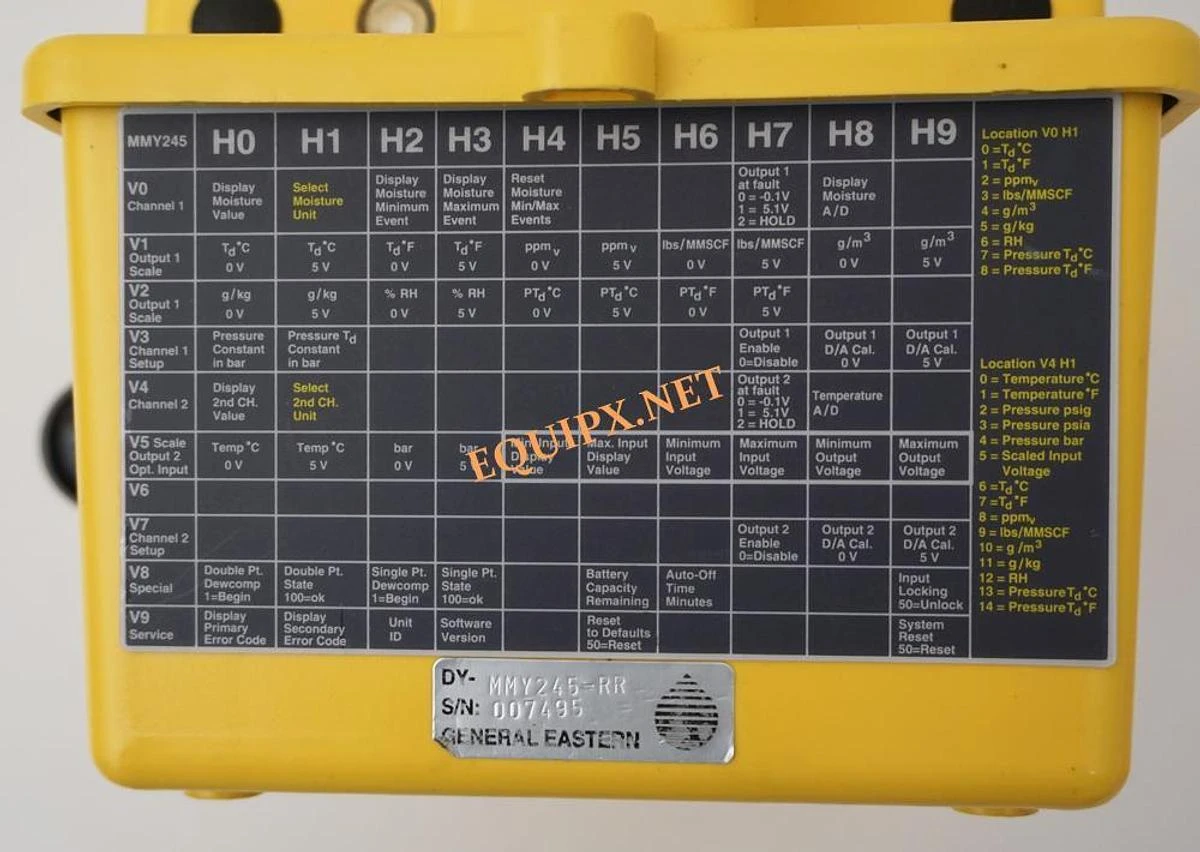 MMY245 H0 H1 H2 H3 H4 H5 H6 H7 H8 H9
V0
Channel 1
Display
Moisture
Value
Select
Moisture
Unit
Display
Moisture
Minimum
Event
Display
Moisture
Maximum
Event
Reset
Moisture
Min/Max
Events
Output 1
at fault
0 = -0.1V
1 = 5.1V
2 = HOLD
Display
Moisture
A/D
V1
Output 1
Scale
Td°C
0 V
Td°C
5 V
Td°F
0 V
Td°F
5 V
ppmv
0 V
ppmv
5 V
lbs/MMSCF
0 V
lbs/MMSCF
5 V
g/m³
0 V
g/m³
5 V
V2
Output 1
Scale
g/kg
0 V
g/kg
5 V
% RH
0 V
% RH
5 V
PTd°C
0 V
PTd°C
5 V
PTd°F
0 V
PTd°F
5 V
V3
Channel 1
Setup
Pressure
Constant
in bar
Pressure Td
Constant
in bar
Output 1
Enable
0=Disable
Output 1
D/A Cal.
0 V
Output 1
D/A Cal.
5 V
V4
Channel 2
Display
2nd CH.
Value
Select
2nd CH.
Unit
Output 2
at fault
0 = -0.1V
1 = 5.1V
2 = HOLD
Temperature
A/D
V5 Scale
Output 2
Opt. Input
Temp °C
0 V
Temp °C
5 V
bar
0 V
bar
5
Min. Input
Display
Value
Max. Input
Display
Value
Minimum
Input
Voltage
Maximum
Input
Voltage
Minimum
Output
Voltage
Maximum
Output
Voltage
V6
V7
Channel 2
Setup
Output 2
Enable
0=Disable
Output 2
D/A Cal.
0 V
Output 2
D/A Cal.
5 V
V8
Special
Double Pt.
Dewcomp
1=Begin
Double Pt.
State
100=ok
Single Pt.
Dewcomp
1=Begin
Single Pt.
State
100=ok
Battery
Capacity
Remaining
Auto-Off
Time
Minutes
Input
Locking
50=Unlock
V9
Service
Display
Primary
Error Code
Display
Secondary
Error Code
Unit
ID
Software
Version
Reset
to Defaults
50=Reset
System
Reset
50=Reset
Location V0 H1
0 =Td°C
1 =Td°F
2 = ppmv
3 = lbs/MMSCF
4 = g/m³
5 = g/kg
6 = RH
7 = Pressure Td°C
8 = Pressure Td°F
Location V4 H1
0 = Temperature°C
1 = Temperature°F
2 = Pressure psig
3 = Pressure psia
4 = Pressure bar
5 = Scaled Input
Voltage
6 =Td°C
7 =Td°F
8 = ppmv
9 = lbs/MMSCF
10 = g /m³
11 = g/kg
12 = RH
13 = PressureTd°C
14 = PressureTd°F
EQUIPX.NET
DY- MMY245-RR
S/N: 007495
GENERAL EASTERN